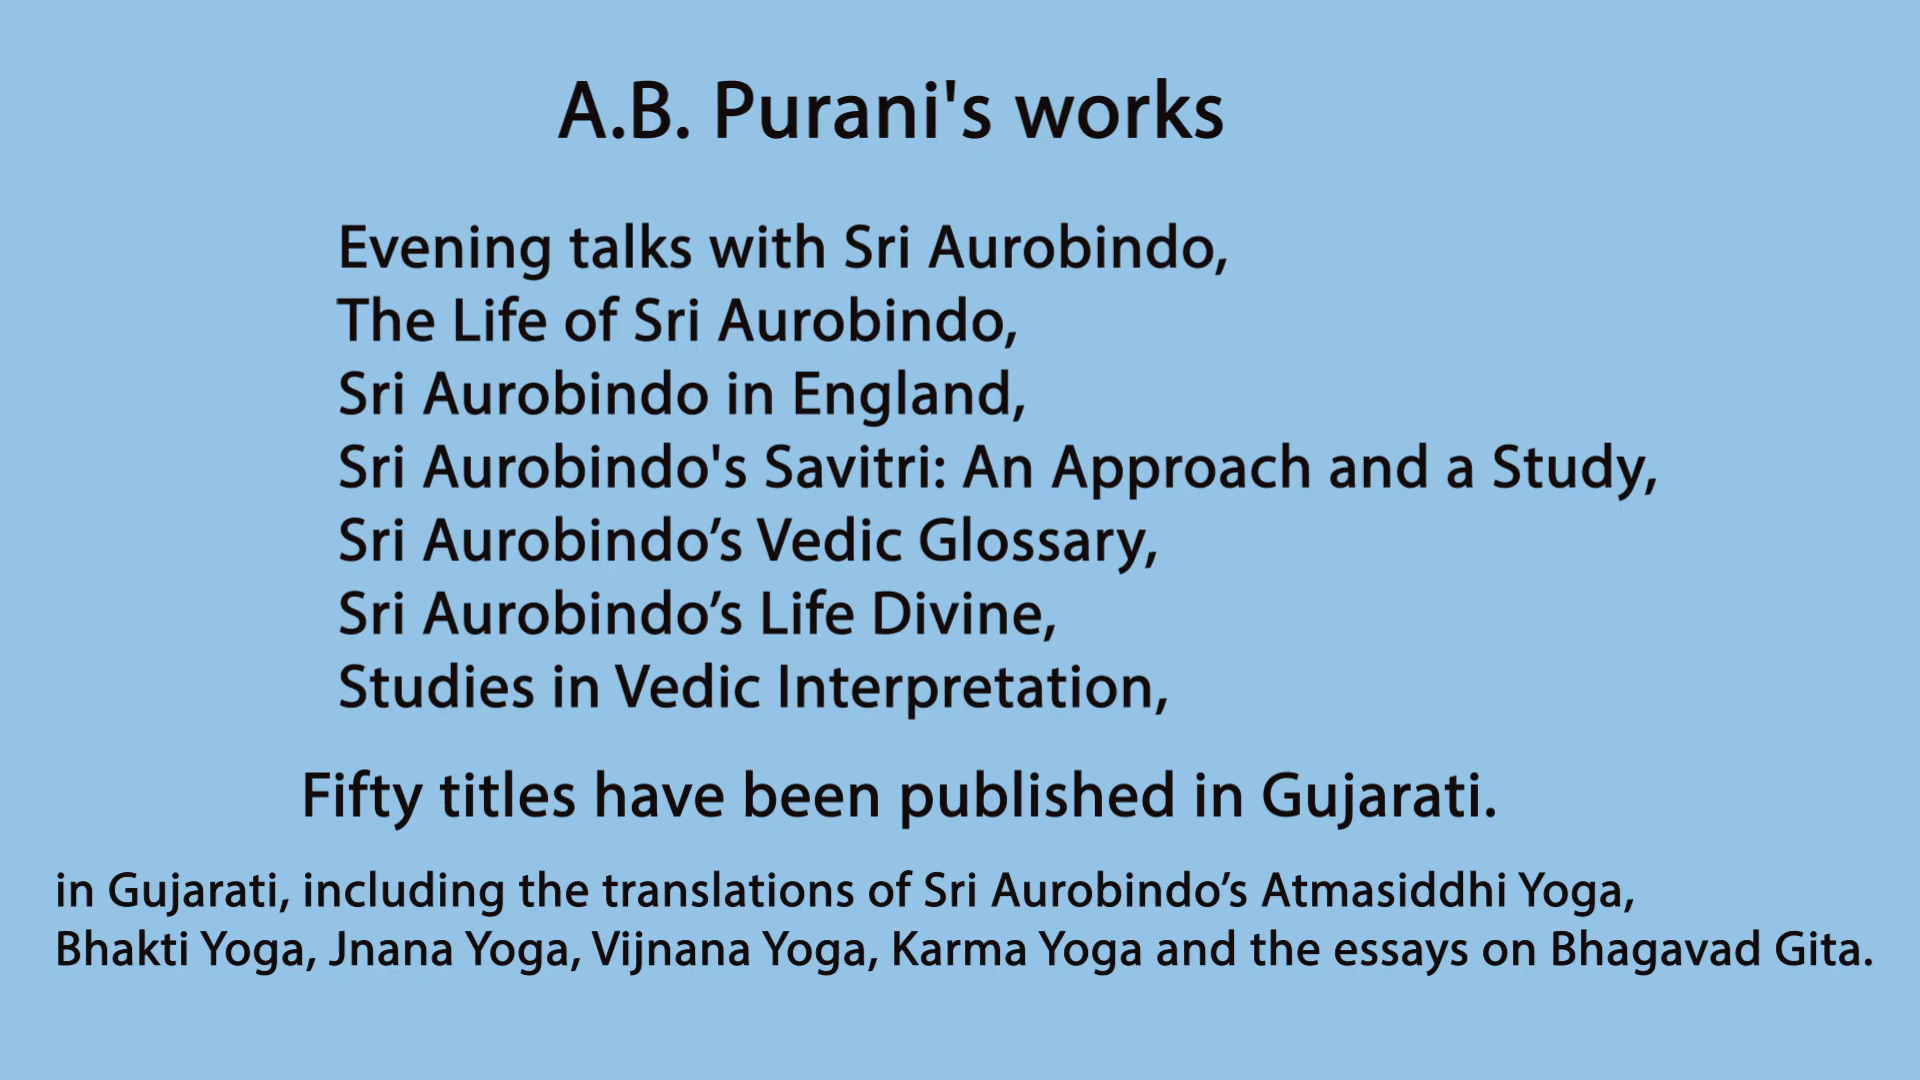 A.B. Purani's works
Evening talks with Sri Aurobindo,
The Life of Sri Aurobindo,
Sri Aurobindo in England,
Sri Aurobindo's Savitri: An Approach and a Study,
Sri Aurobindo’s Vedic Glossary,
Sri Aurobindo’s Life Divine,
Studies in Vedic Interpretation,
Fifty titles have been published in Gujarati.
in Gujarati, including the translations of Sri Aurobindo’s Atmasiddhi Yoga,
Bhakti Yoga, Jnana Yoga, Vijnana Yoga, Karma Yoga and the essays on Bhagavad Gita.